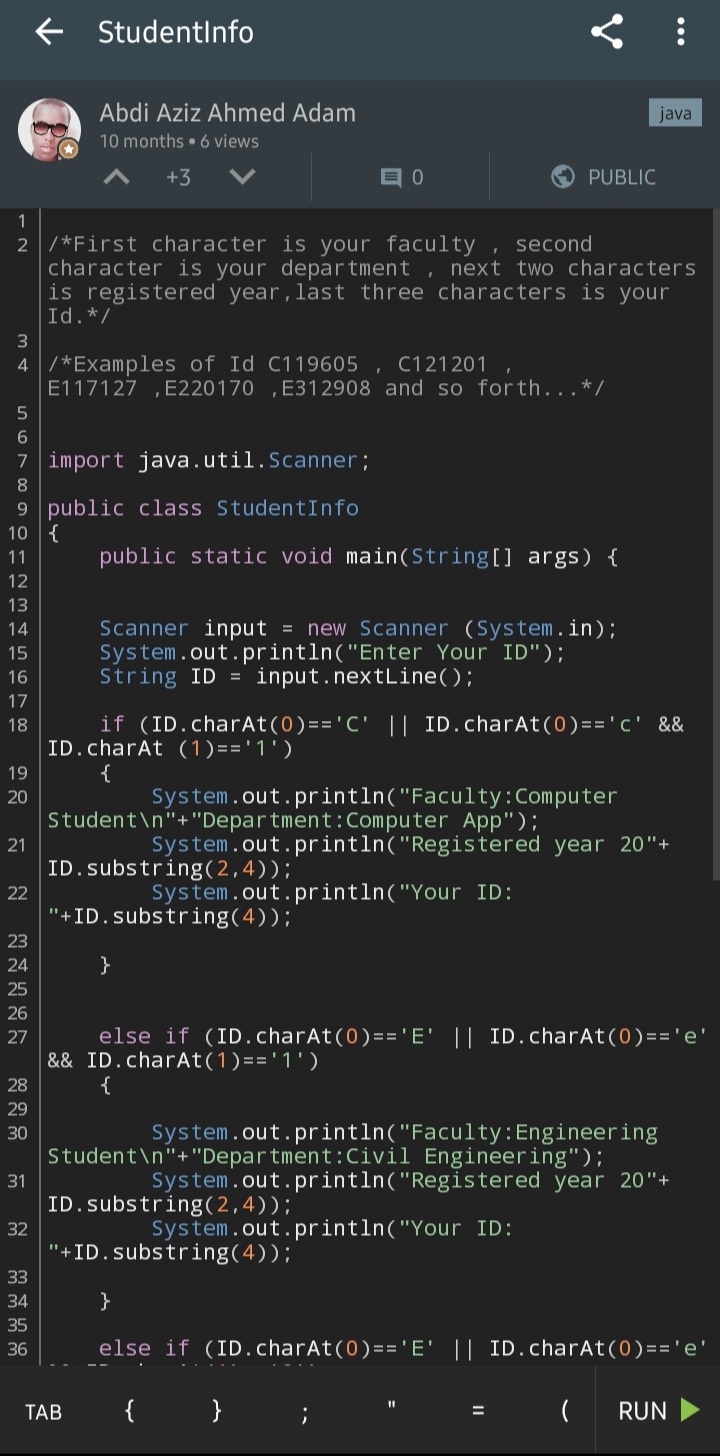 StudentInfo
Abdi Aziz Ahmed Adam
java
10 months • 6 views
+3
0
PUBLIC
1
2 /*First character is your faculty , second
character is your department , next two characters
is registered year,last three characters is your
Id.*/
3
4 /*Examples of Id C119605 , C121201 ,
E117127 ,E220170 ,E312908 and so forth...*/
5
6
7 import java.util.Scanner;
8
9 public class StudentInfo
10 {
11     public static void main(String[] args) {
12
13
14     Scanner input = new Scanner (System.in);
15     System.out.println("Enter Your ID");
16     String ID = input.nextLine();
17
18     if (ID.charAt(0)=='C' || ID.charAt(0)=='c' &&
ID.charAt (1)=='1')
19     {
20         System.out.println("Faculty:Computer
Student\n"+"Department:Computer App");
21         System.out.println("Registered year 20"+
ID.substring(2,4));
22         System.out.println("Your ID:
"+ID.substring(4));
23
24     }
25
26
27     else if (ID.charAt(0)=='E' || ID.charAt(0)=='e'
&& ID.charAt(1)=='1')
28     {
29
30         System.out.println("Faculty:Engineering
Student\n"+"Department:Civil Engineering");
31         System.out.println("Registered year 20"+
ID.substring(2,4));
32         System.out.println("Your ID:
"+ID.substring(4));
33
34     }
35
36     else if (ID.charAt(0)=='E' || ID.charAt(0)=='e'
TAB { } ; " = ( RUN